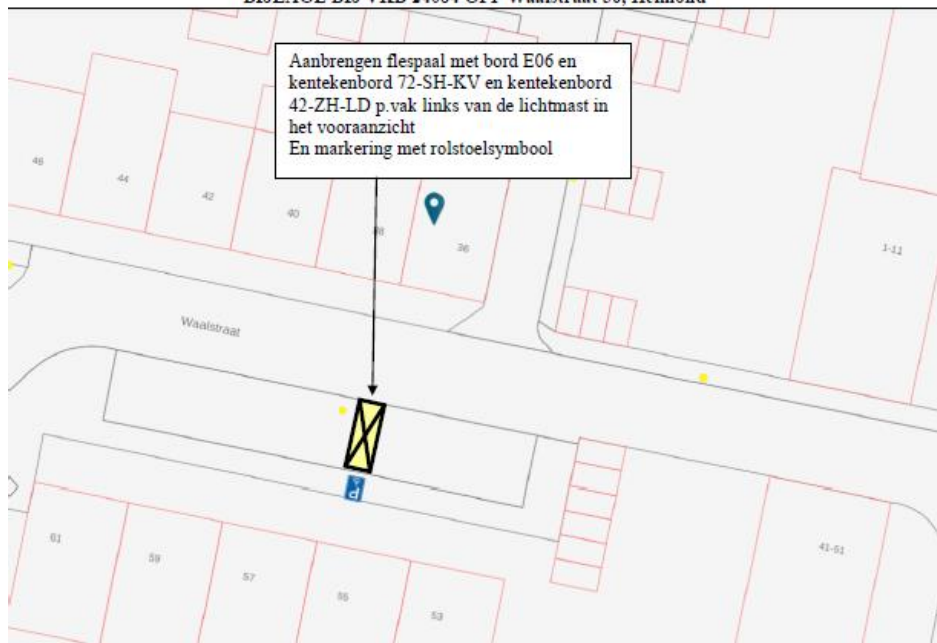 Aanbrengen flespaal met bord E06 en
kentekenbord 72-SH-KV en kentekenbord
42-ZH-LD p.vak links van de lichtmast in
het vooraanzicht
En markering met rolstoelsymbool
46
44
42
40
38
36
1-11
Waalstraat
P
61
59
57
55
53
41-51